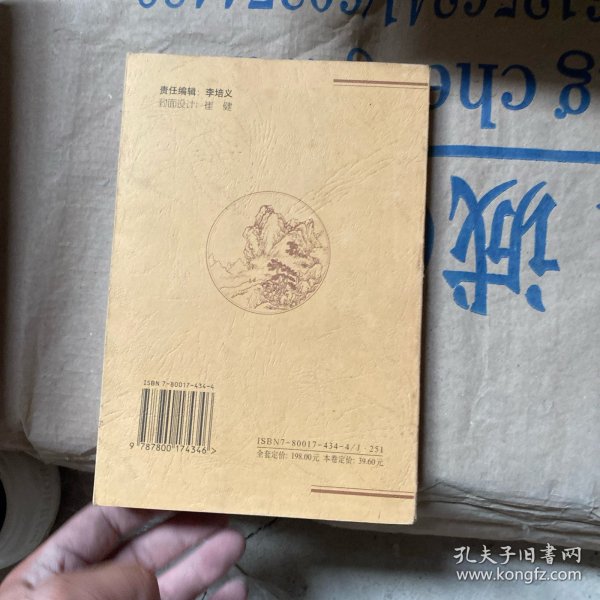 责任编辑：李培义
封面设计：崔 健
ISBN 7-80017-434-4
9 787800 174346 >
ISBN7-80017-434-4/J·251
全套定价：198.00元 本卷定价：39.60元
诚
g che
孔夫子旧书网
www.kongfz.com